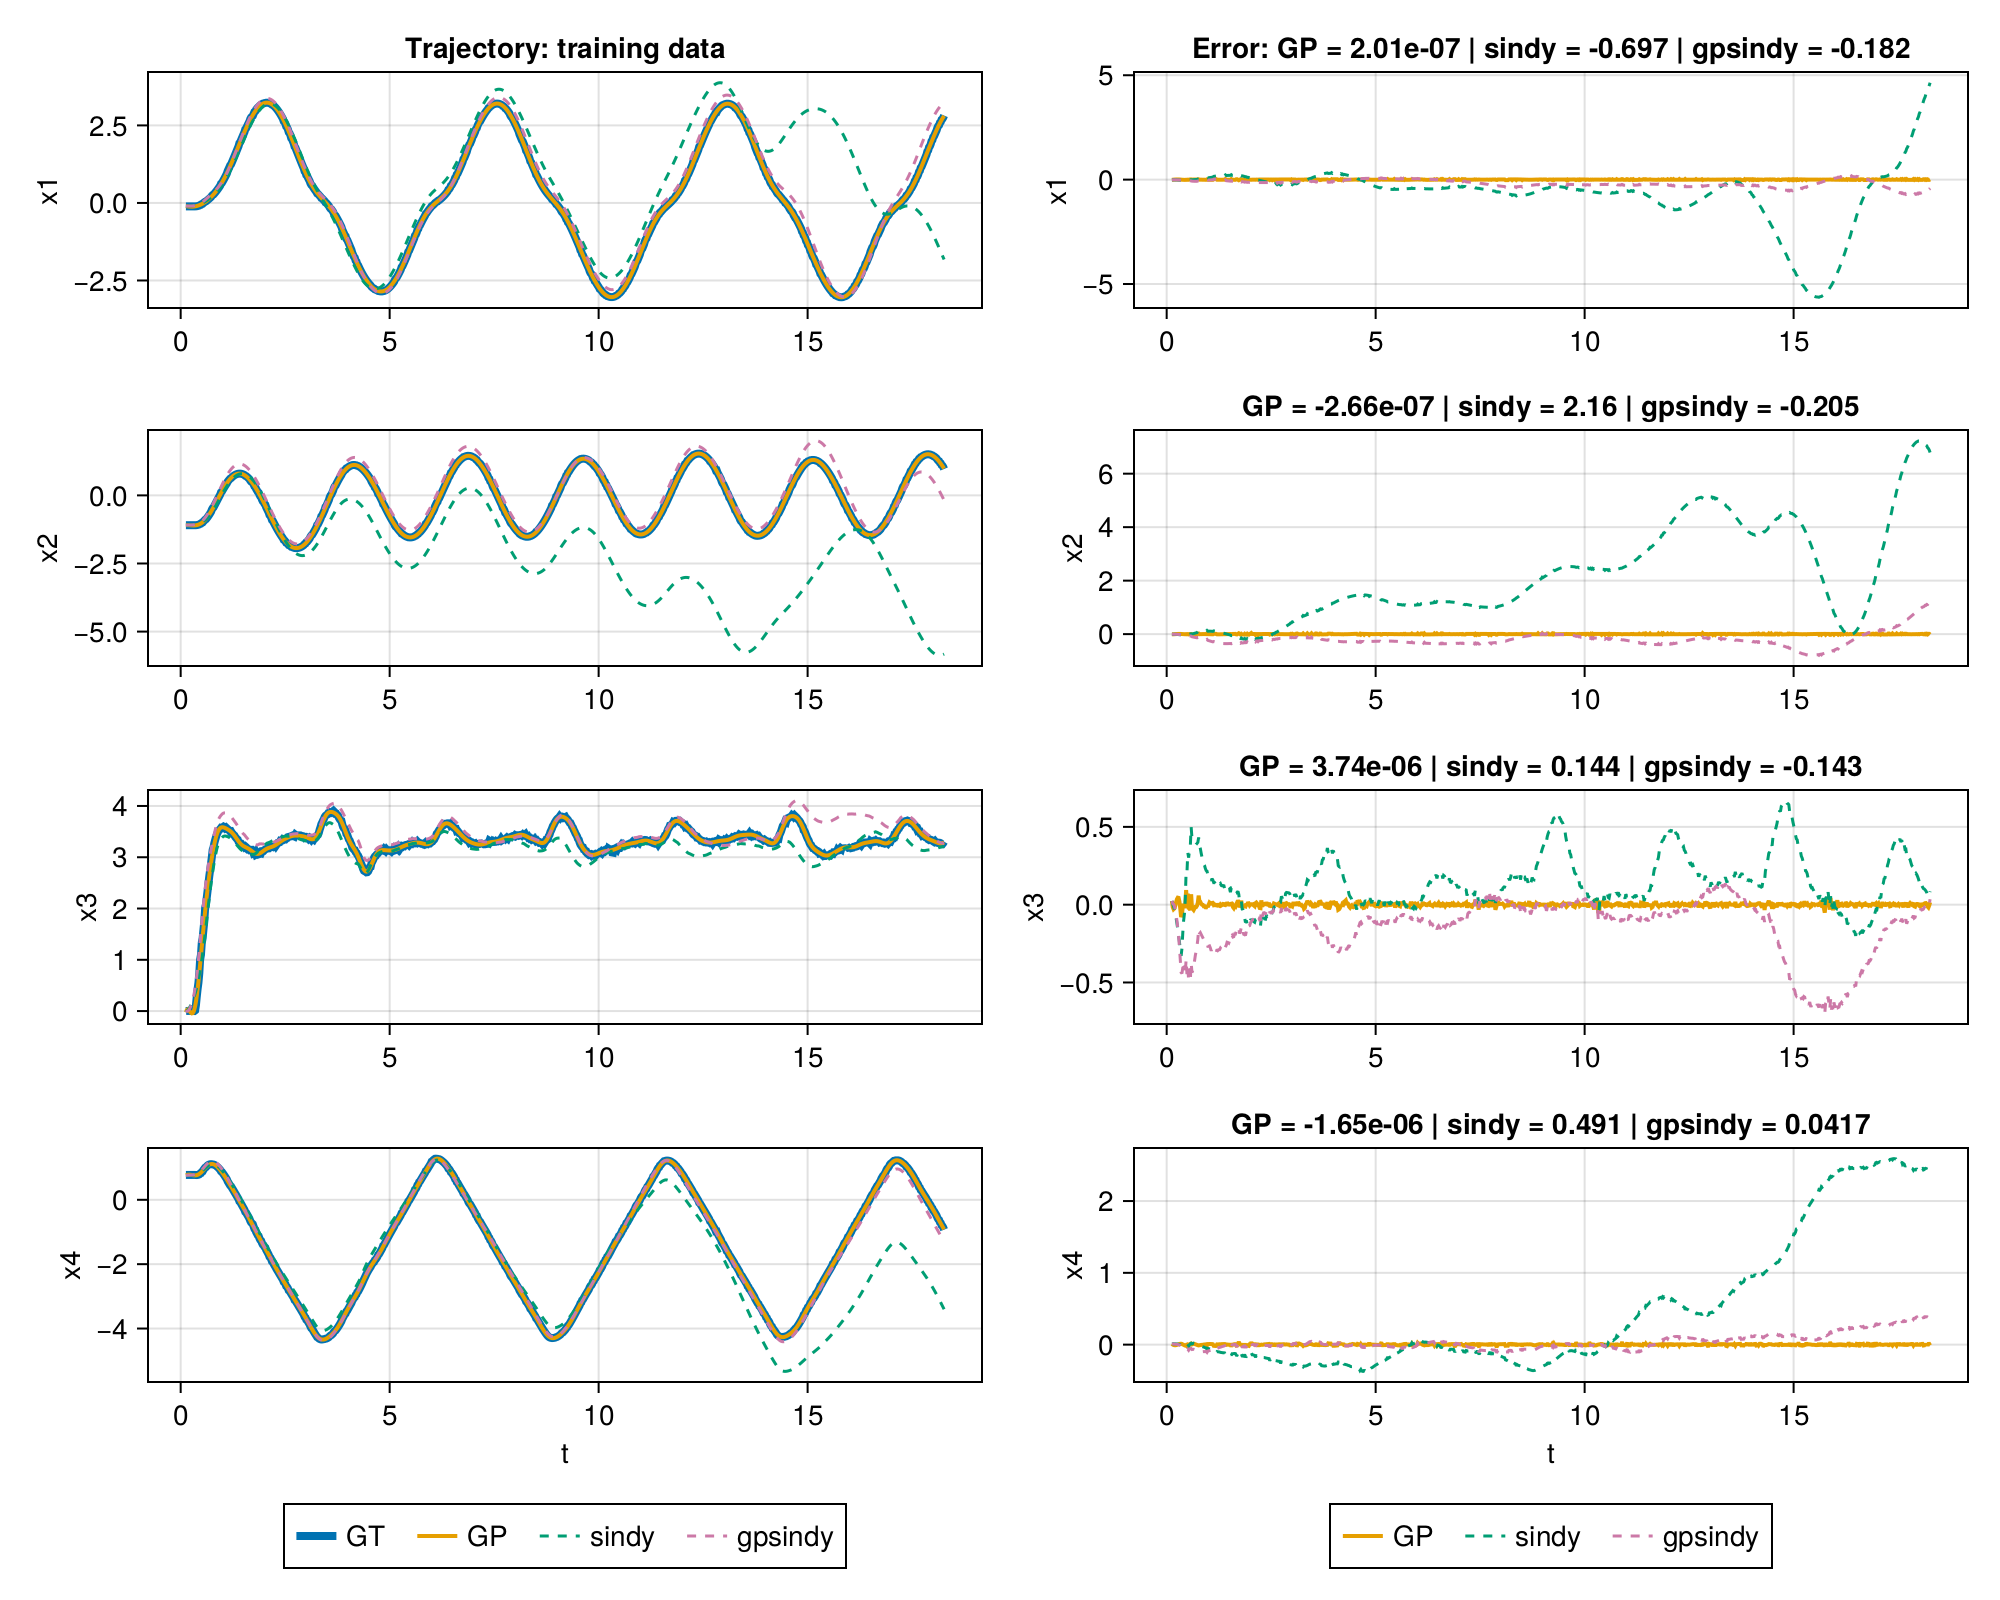 Trajectory: training data
x1
2.5
0.0
−2.5
0 5 10 15
Error: GP = 2.01e-07 | sindy = -0.697 | gpsindy = -0.182
x1
5
0
−5
0 5 10 15
x2
0.0
−2.5
−5.0
0 5 10 15
GP = -2.66e-07 | sindy = 2.16 | gpsindy = -0.205
x2
6
4
2
0
0 5 10 15
x3
4
3
2
1
0
0 5 10 15
GP = 3.74e-06 | sindy = 0.144 | gpsindy = -0.143
x3
0.5
0.0
−0.5
0 5 10 15
x4
0
−2
−4
0 5 10 15
t
GP = -1.65e-06 | sindy = 0.491 | gpsindy = 0.0417
x4
2
1
0
0 5 10 15
t
GT GP sindy gpsindy
GP sindy gpsindy